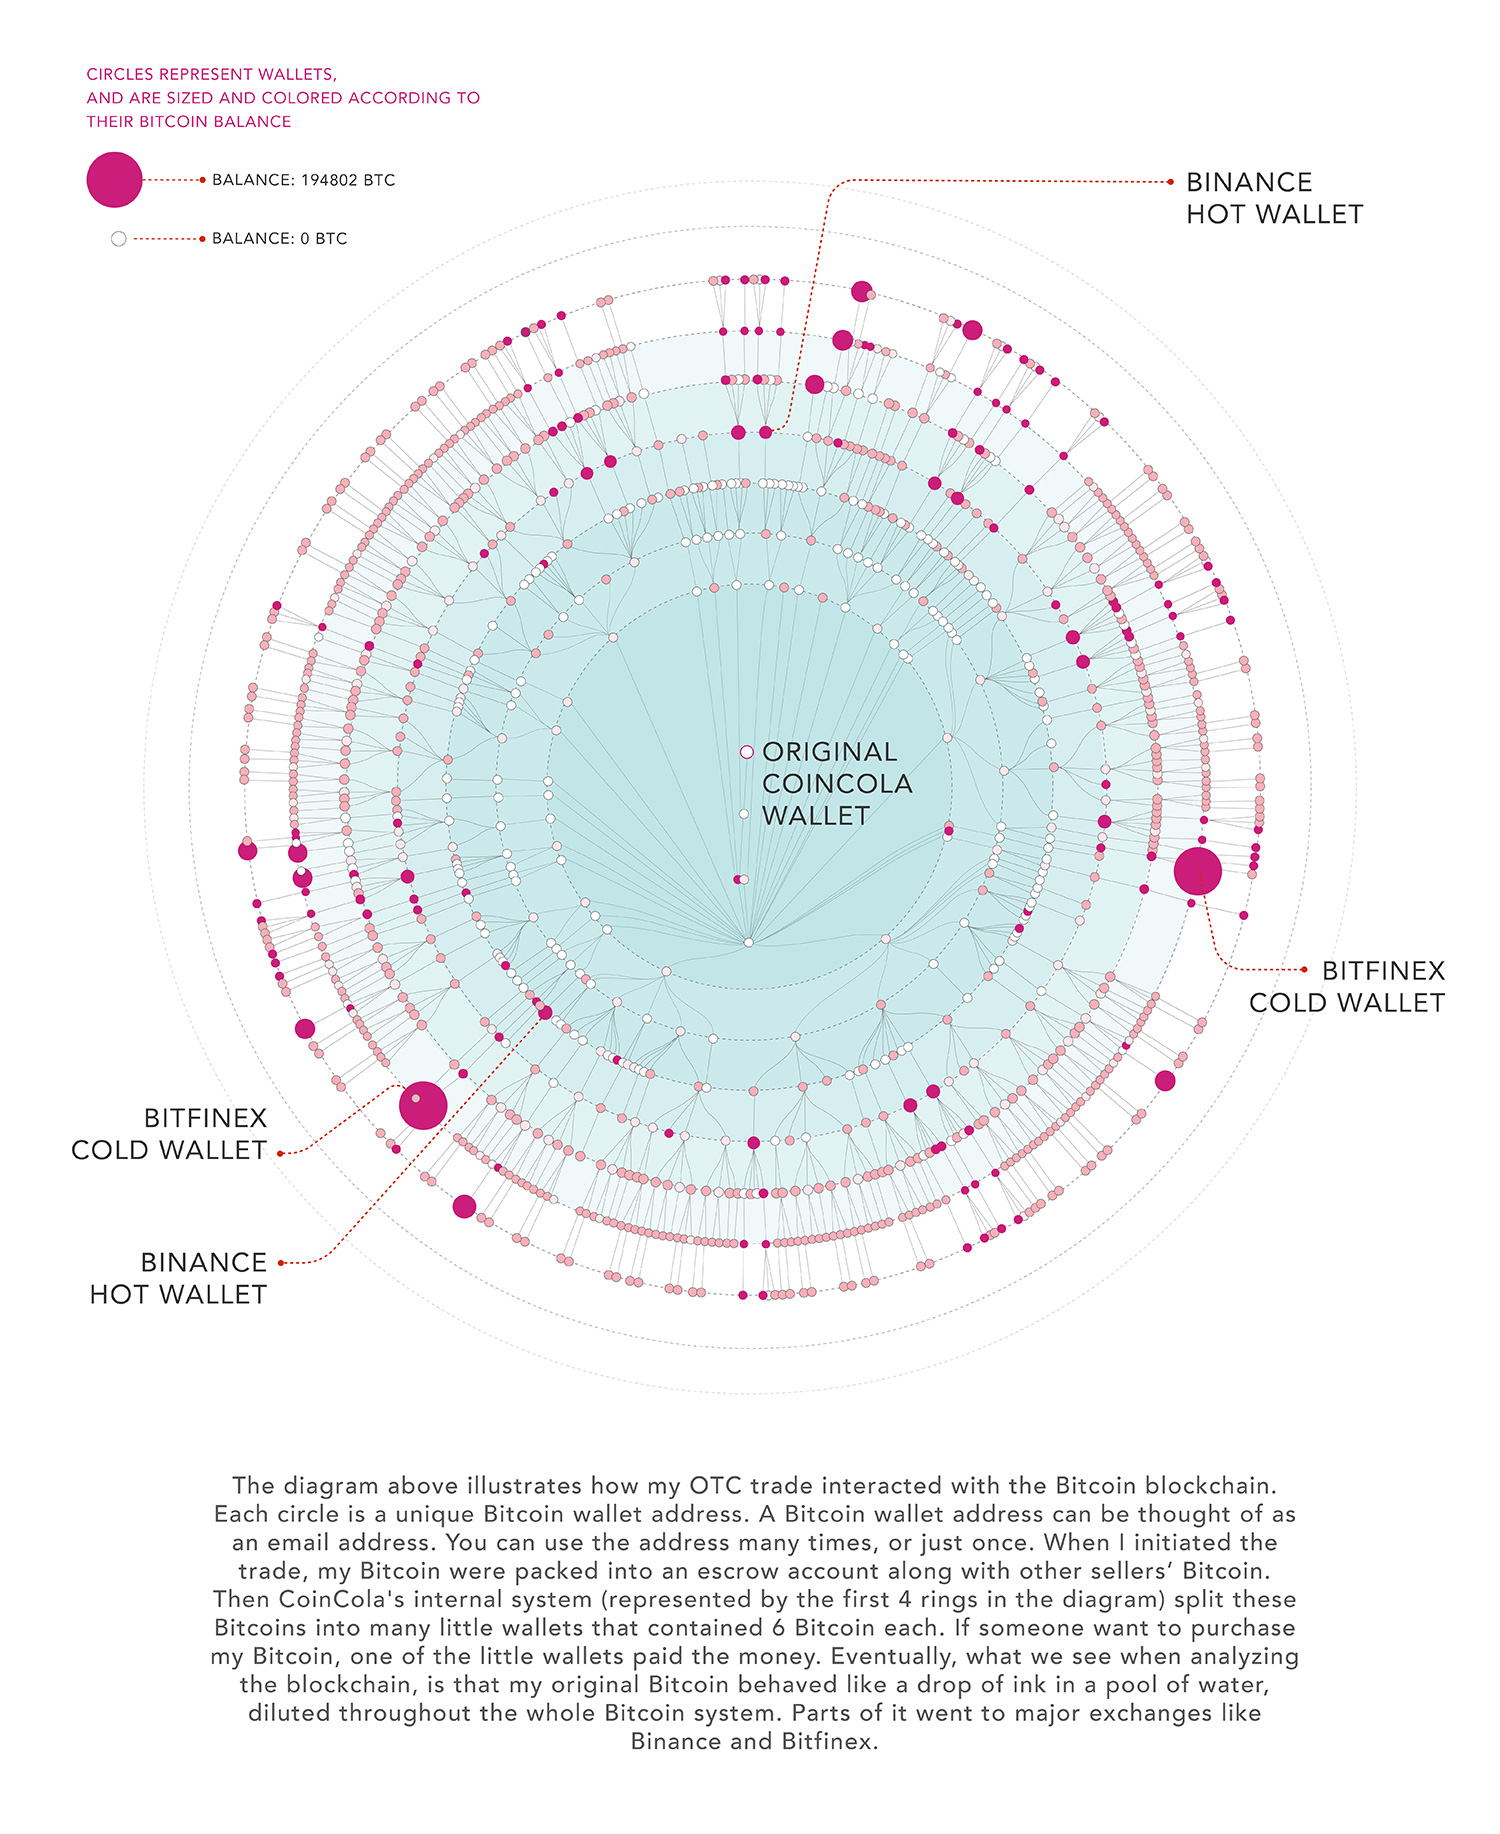 CIRCLES REPRESENT WALLETS,
AND ARE SIZED AND COLORED ACCORDING TO
THEIR BITCOIN BALANCE
BALANCE: 194802 BTC
BALANCE: 0 BTC
BINANCE
HOT WALLET
ORIGINAL
COINCOLA
WALLET
BITFINEX
COLD WALLET
BITFINEX
COLD WALLET
BINANCE
HOT WALLET
The diagram above illustrates how my OTC trade interacted with the Bitcoin blockchain.
Each circle is a unique Bitcoin wallet address. A Bitcoin wallet address can be thought of as
an email address. You can use the address many times, or just once. When I initiated the
trade, my Bitcoin were packed into an escrow account along with other sellers‘ Bitcoin.
Then CoinCola's internal system (represented by the first 4 rings in the diagram) split these
Bitcoins into many little wallets that contained 6 Bitcoin each. If someone want to purchase
my Bitcoin, one of the little wallets paid the money. Eventually, what we see when analyzing
the blockchain, is that my original Bitcoin behaved like a drop of ink in a pool of water,
diluted throughout the whole Bitcoin system. Parts of it went to major exchanges like
Binance and Bitfinex.